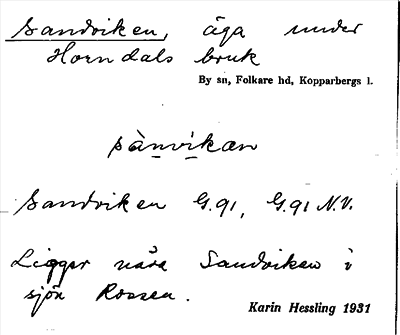 Sandviken, äga under
Horndals bruk
By sn, Folkare hd, Kopparbergs l.
sànvikan
Sandviken G.91, G.91 N.V.
Ligger nära Sandviken i
sjön Rossen.
Karin Hessling 1931